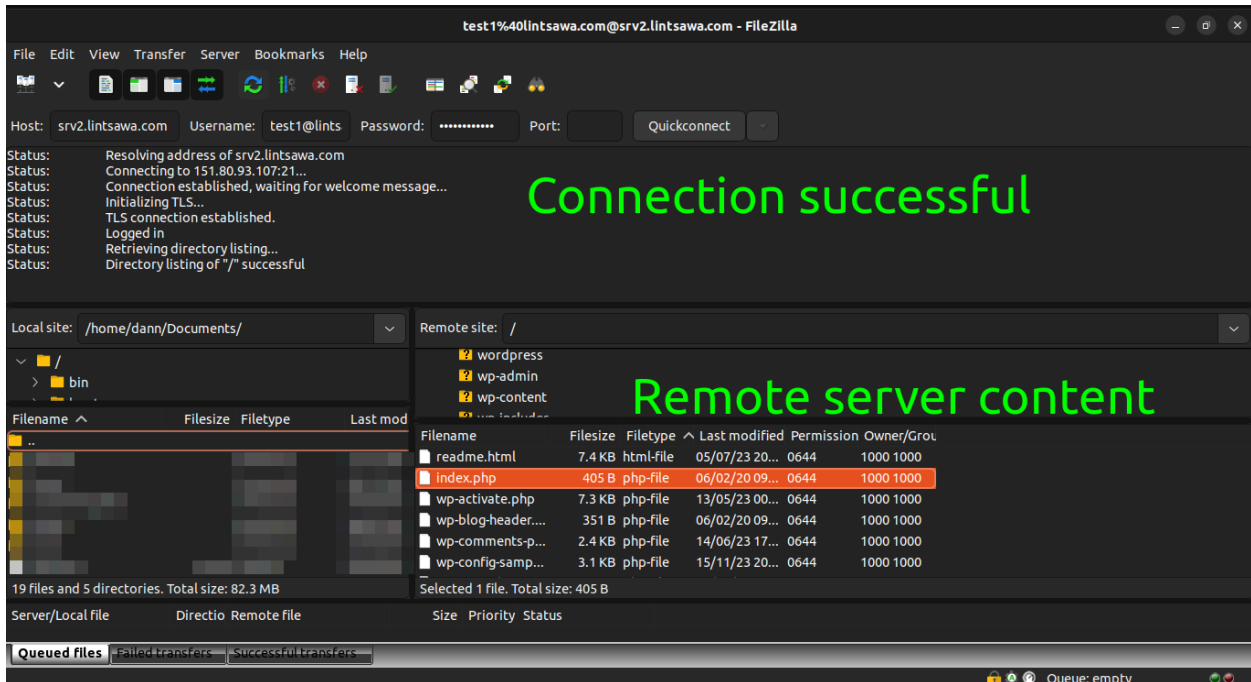 test1%40lintsawa.com@srv2.lintsawa.com - FileZilla
File Edit View Transfer Server Bookmarks Help
Host: srv2.lintsawa.com Username: test1@lints Password: •••••••••••• Port: Quickconnect
Status: Resolving address of srv2.lintsawa.com
Status: Connecting to 151.80.93.107:21...
Status: Connection established, waiting for welcome message...
Status: Initializing TLS...
Status: TLS connection established.
Status: Logged in
Status: Retrieving directory listing...
Status: Directory listing of "/" successful
Connection successful
Local site: /home/dann/Documents/
/
bin
Filename Filesize Filetype Last mod
..
19 files and 5 directories. Total size: 82.3 MB
Remote site: /
wordpress
wp-admin
wp-content
wp-includes
Remote server content
Filename Filesize Filetype Last modified Permission Owner/Grou
readme.html 7.4 KB html-file 05/07/23 20... 0644 1000 1000
index.php 405 B php-file 06/02/20 09... 0644 1000 1000
wp-activate.php 7.3 KB php-file 13/05/23 00... 0644 1000 1000
wp-blog-header.... 351 B php-file 06/02/20 09... 0644 1000 1000
wp-comments-p... 2.4 KB php-file 14/06/23 17... 0644 1000 1000
wp-config-samp... 3.1 KB php-file 15/11/23 20... 0644 1000 1000
Selected 1 file. Total size: 405 B
Server/Local file Directio Remote file Size Priority Status
Queued files Failed transfers Successful transfers
Queue: empty